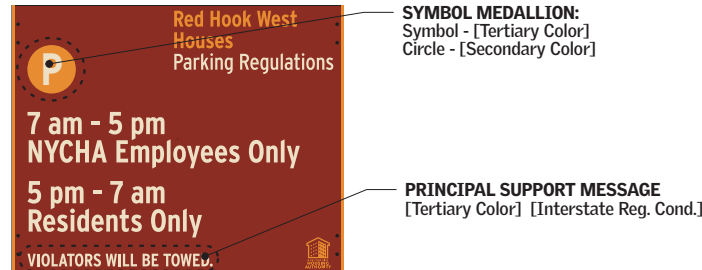 Red Hook West
Houses
Parking Regulations
P
7 am - 5 pm
NYCHA Employees Only
5 pm - 7 am
Residents Only
VIOLATORS WILL BE TOWED.
HOUSING
AUTHORITY
SYMBOL MEDALLION:
Symbol - [Tertiary Color]
Circle - [Secondary Color]
PRINCIPAL SUPPORT MESSAGE
[Tertiary Color] [Interstate Reg. Cond.]